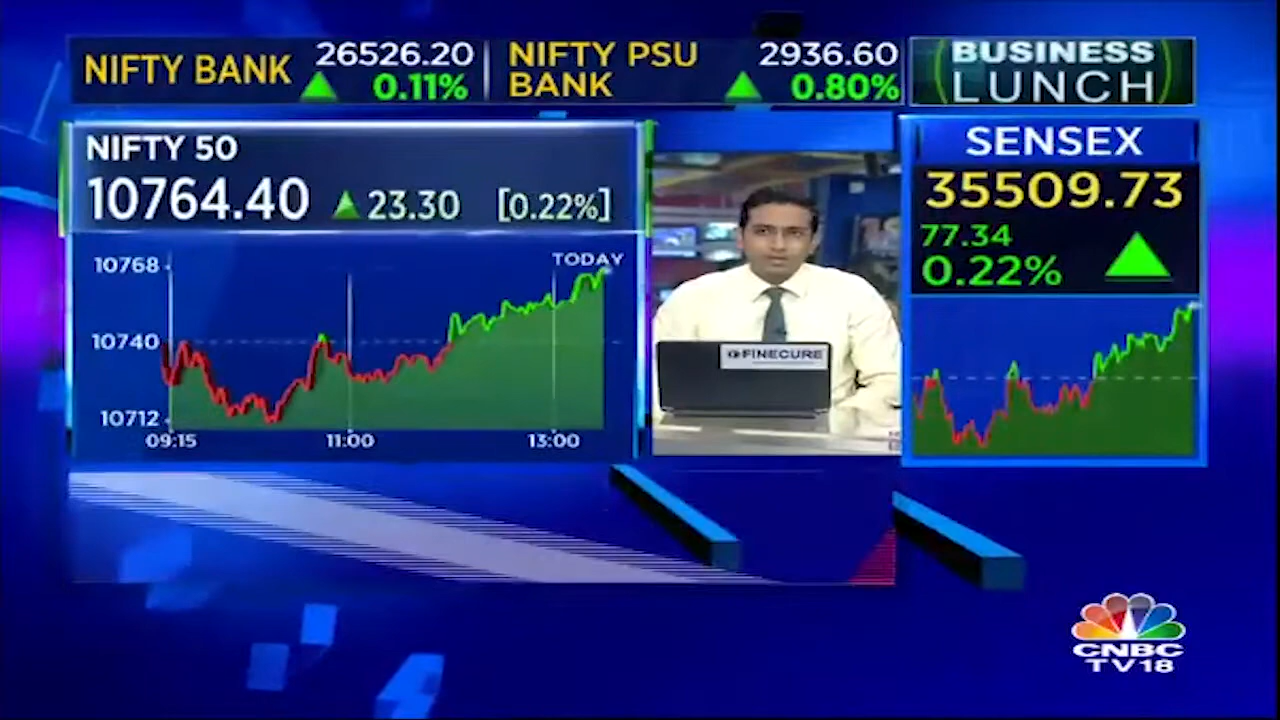 NIFTY BANK
26526.20
0.11%
NIFTY PSU
BANK
2936.60
0.80%
BUSINESS
LUNCH
NIFTY 50
10764.40
23.30
[0.22%]
TODAY
10768
10740
10712
09:15
11:00
13:00
FINECURE
SENSEX
35509.73
77.34
0.22%
CNBC
TV18